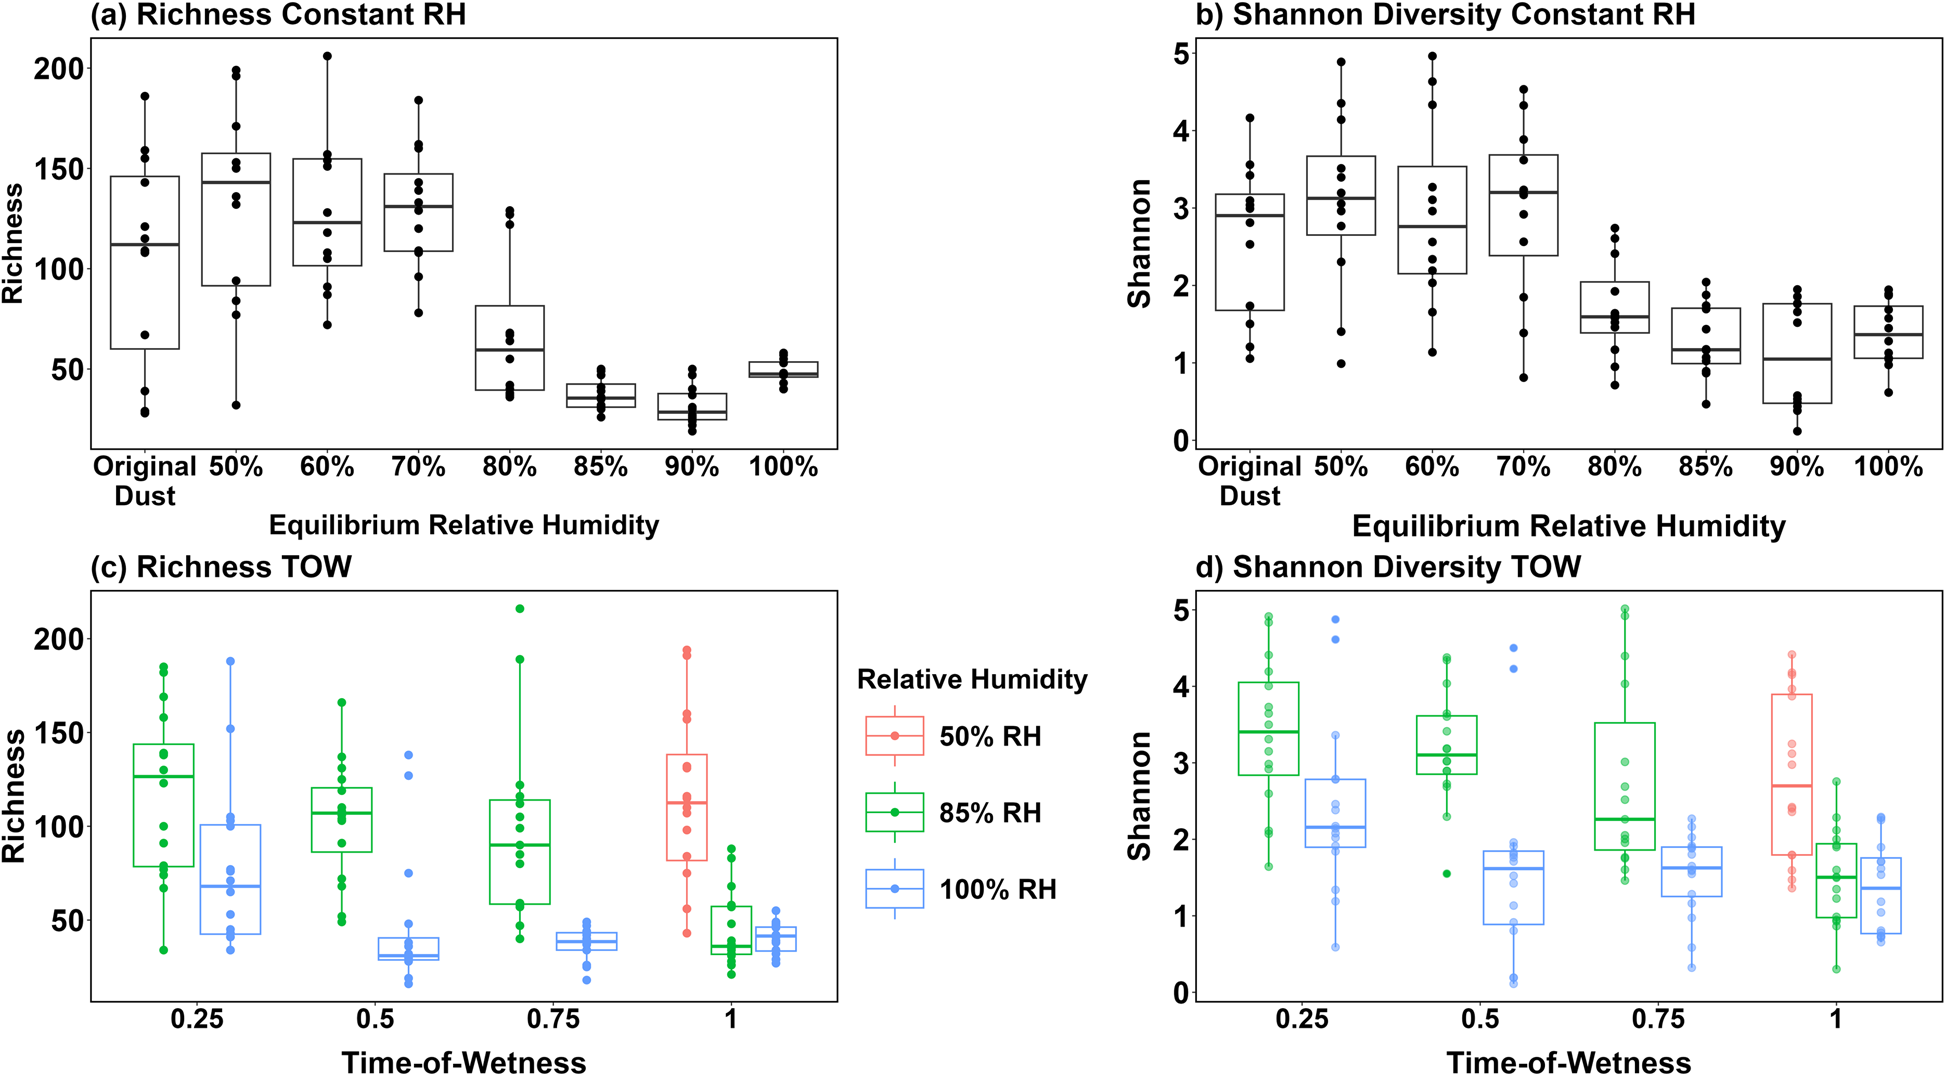 (a) Richness Constant RH
Richness
200
150
100
50
Original Dust
50%
60%
70%
80%
85%
90%
100%
Equilibrium Relative Humidity
b) Shannon Diversity Constant RH
Shannon
5
4
3
2
1
0
Original Dust
50%
60%
70%
80%
85%
90%
100%
Equilibrium Relative Humidity
(c) Richness TOW
Richness
200
150
100
50
0.25
0.5
0.75
1
Time-of-Wetness
Relative Humidity
50% RH
85% RH
100% RH
d) Shannon Diversity TOW
Shannon
5
4
3
2
1
0
0.25
0.5
0.75
1
Time-of-Wetness